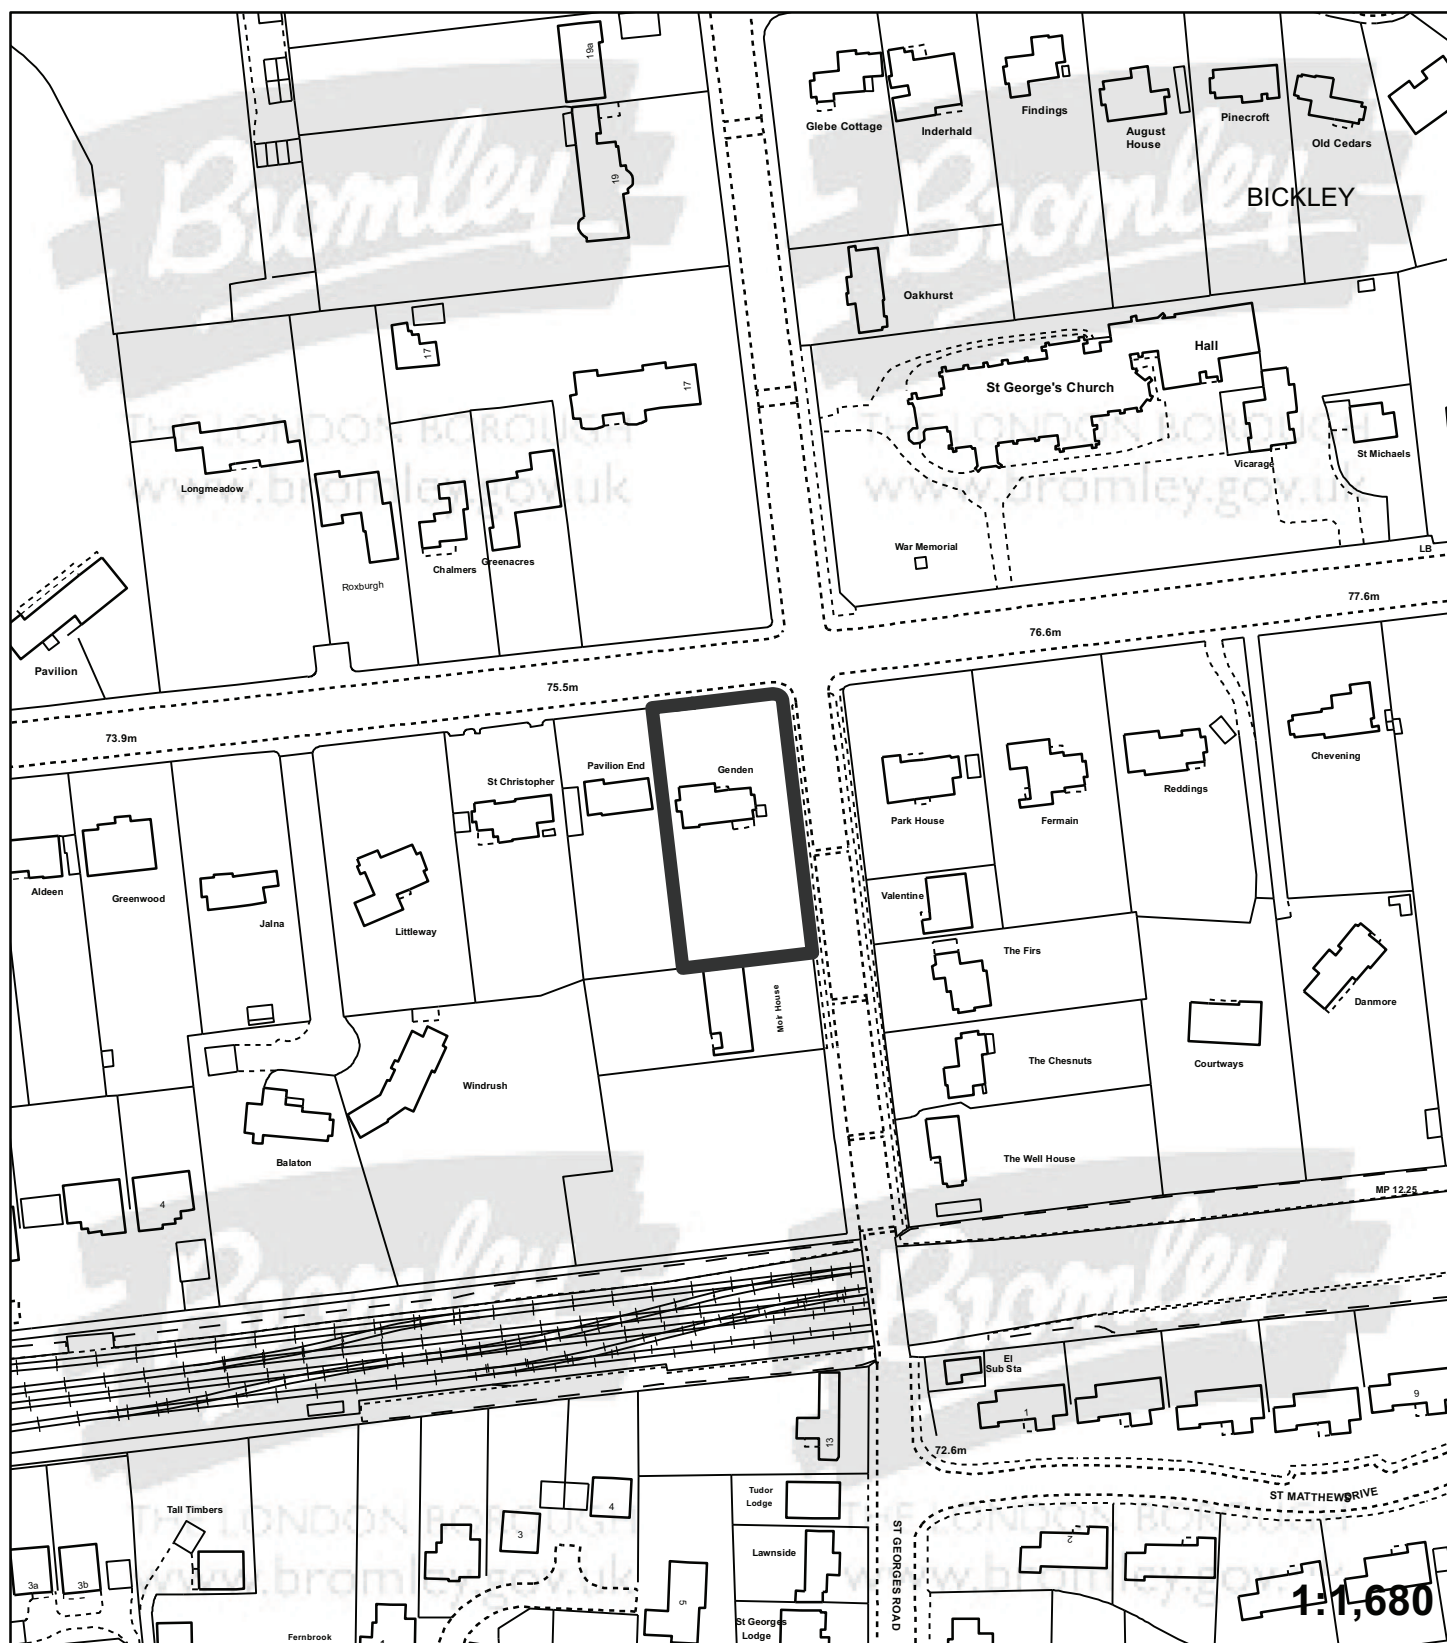 19a
Glebe Cottage
Inderhald
Findings
August
House
Pinecroft
Old Cedars
Bromley
Bromley
19
BICKLEY
Oakhurst
17
Hall
St George's Church
17
THE LONDON BOROUGH
www.bromley.gov.uk
THE LONDON BOROUGH
www.bromley.gov.uk
Longmeadow
Vicarage
St Michaels
War Memorial
LB
Chalmers
Greenacres
Roxburgh
77.6m
76.6m
Pavilion
75.5m
73.9m
St Christopher
Pavilion End
Genden
Chevening
Reddings
Park House
Fermain
Aldeen
Greenwood
Jalna
Littleway
Valentine
The Firs
Moir House
Danmore
The Chesnuts
Courtways
Windrush
Balaton
The Well House
MP 12.25
4
Bromley
Bromley
El
Sub Sta
1
9
13
72.6m
ST MATTHEWS DRIVE
Tall Timbers
THE LONDON BOROUGH
www.bromley.gov.uk
THE LONDON BOROUGH
www.bromley.gov.uk
Tudor
Lodge
4
3
2
3a
3b
Lawnside
ST GEORGES ROAD
5
St Georges
Lodge
Fernbrook
1:1,680